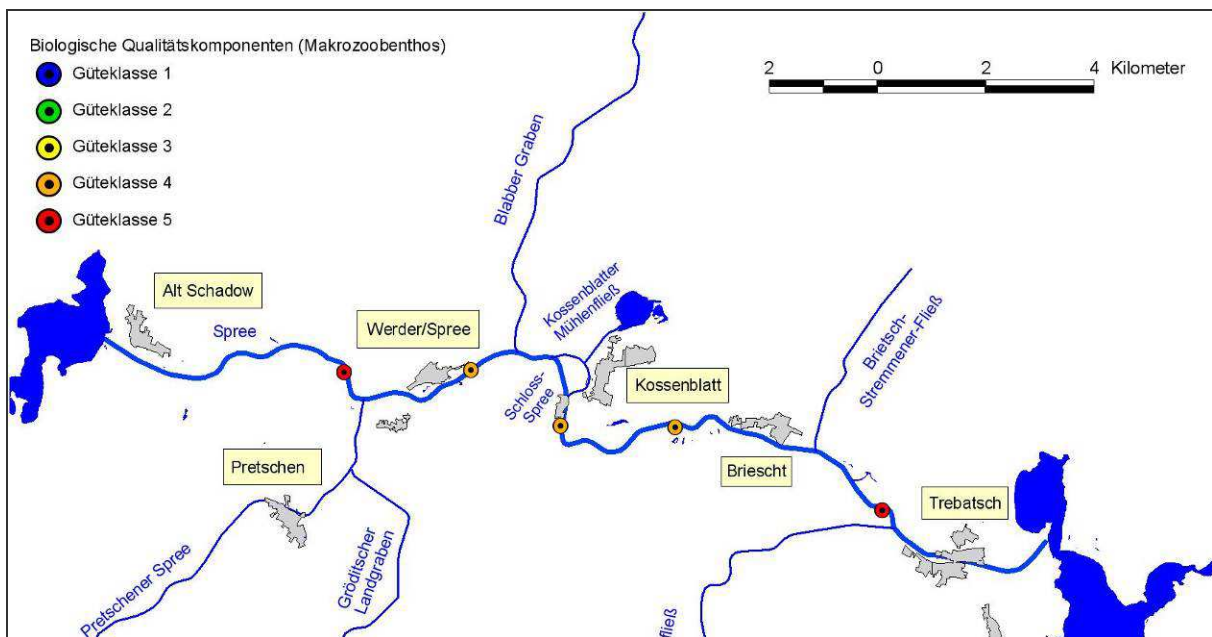 Biologische Qualitätskomponenten (Makrozoobenthos)
Güteklasse 1
Güteklasse 2
Güteklasse 3
Güteklasse 4
Güteklasse 5
2 0 2 4 Kilometer
Blabber Graben
Alt Schadow
Spree
Werder/Spree
Kossenblatter
Mühlenfließ
Schloss-
Spree
Kossenblatt
Brietsch-
Stremmener-Fließ
Pretschen
Briescht
Trebatsch
Pretschener Spree
Gröditscher
Landgraben
fließ